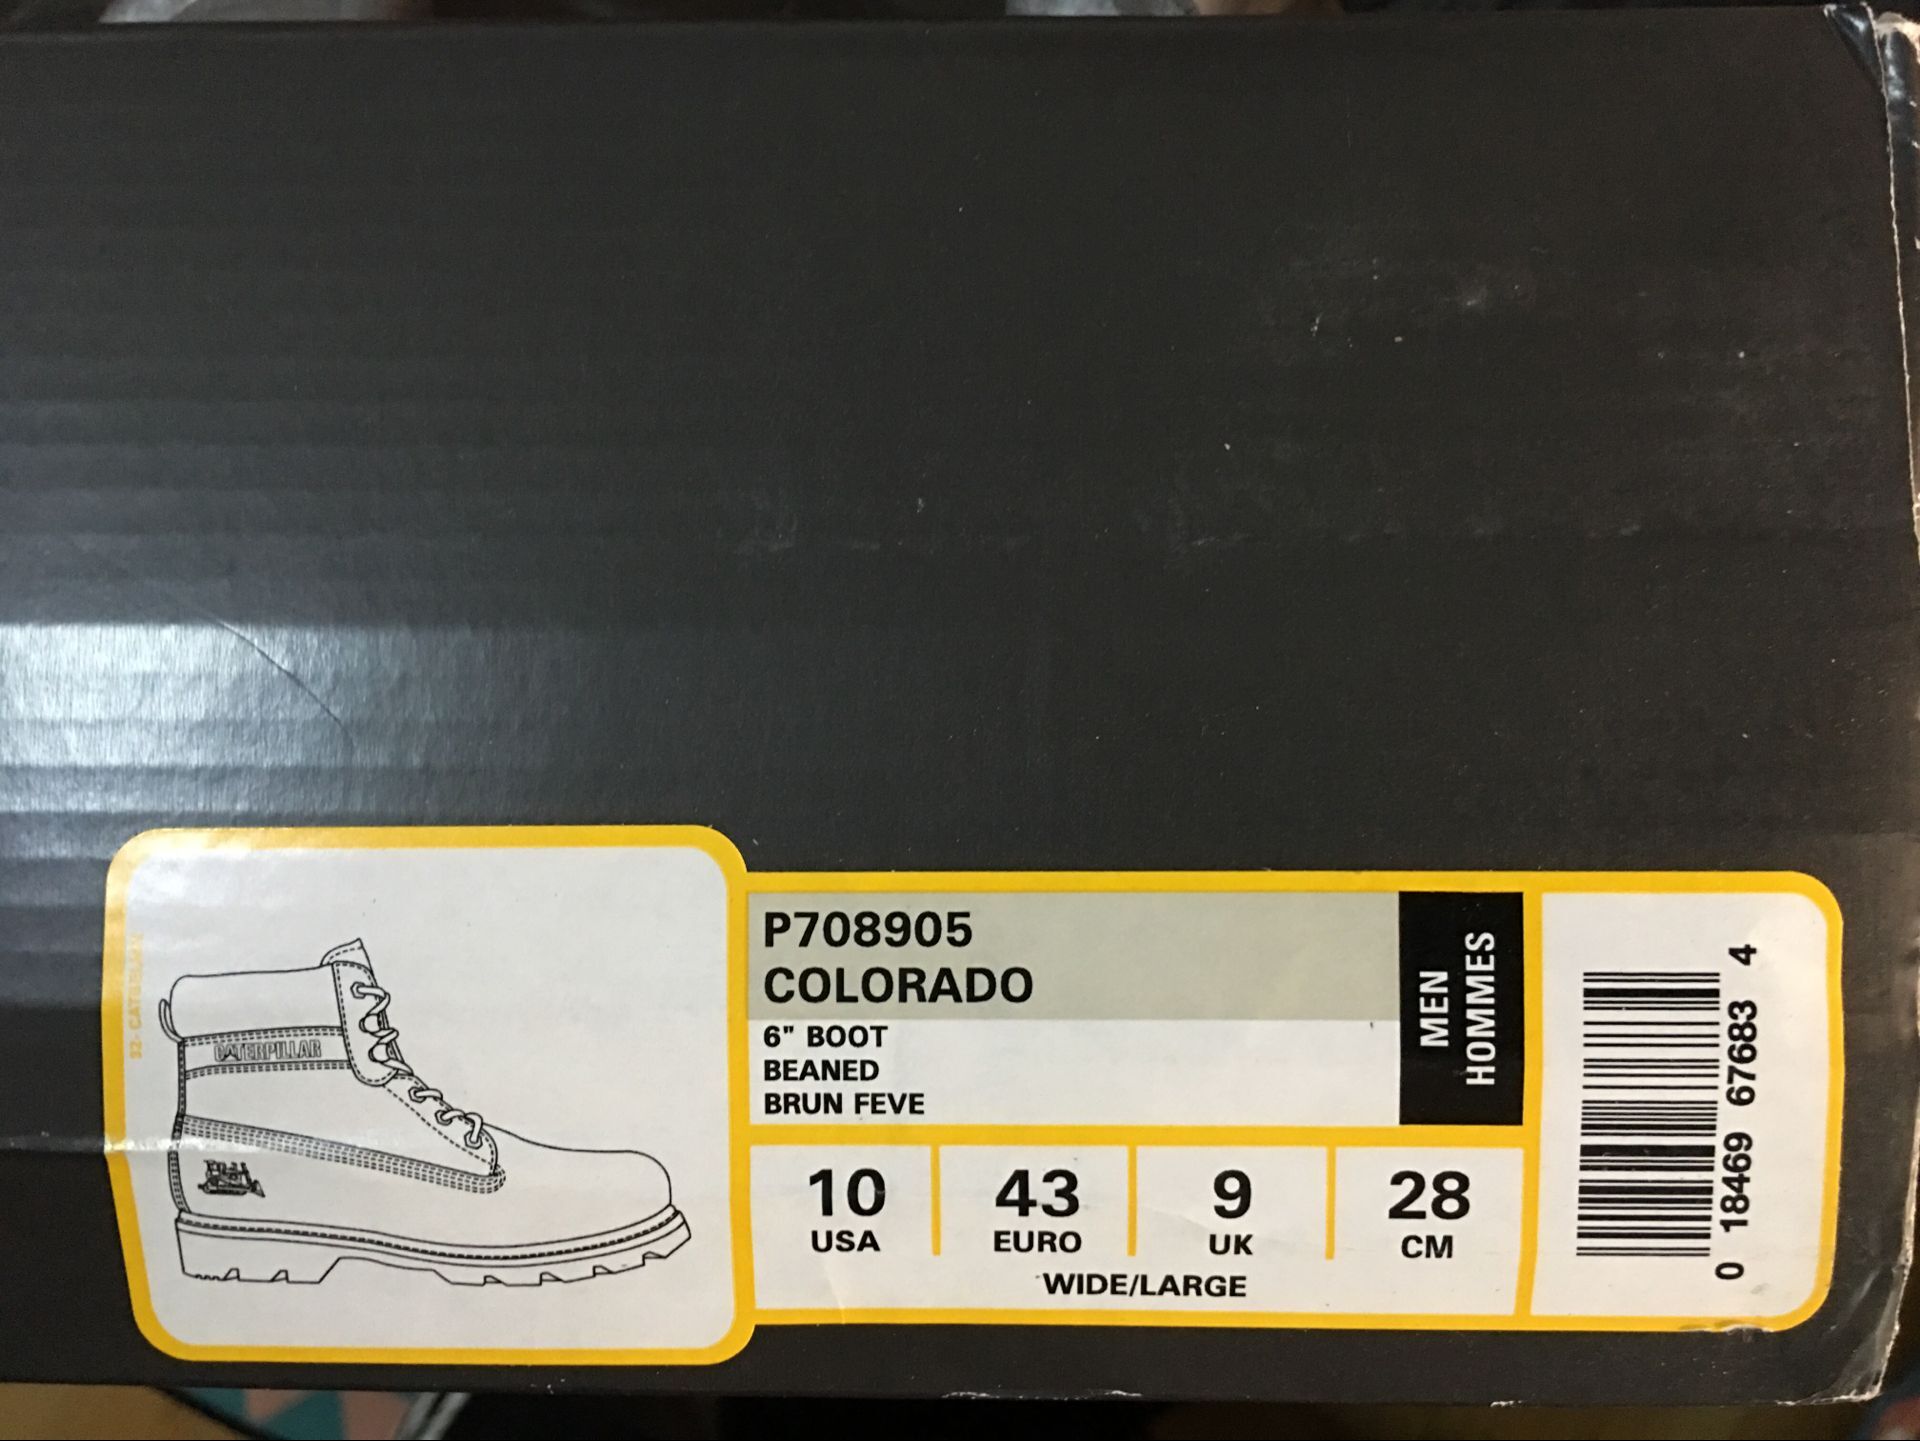 CATERPILLAR
P708905
COLORADO
6" BOOT
BEANED
BRUN FEVE
MEN
HOMMES
10
USA
43
EURO
9
UK
28
CM
WIDE/LARGE
0 18469 67683 4